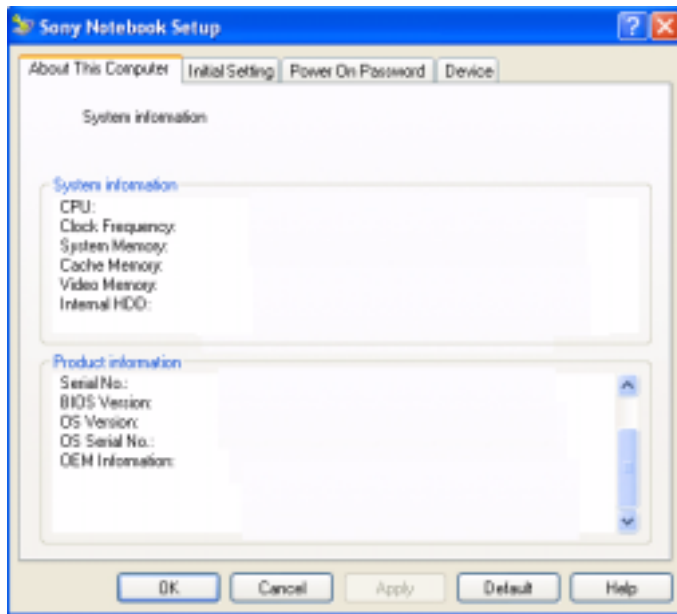 Sony Notebook Setup
About This Computer Initial Setting Power On Password Device
System information
System information
CPU:
Clock Frequency:
System Memory:
Cache Memory:
Video Memory:
Internal HDD:
Product information
Serial No.:
BIOS Version:
OS Version:
OS Serial No.:
OEM Information:
OK Cancel Apply Default Help